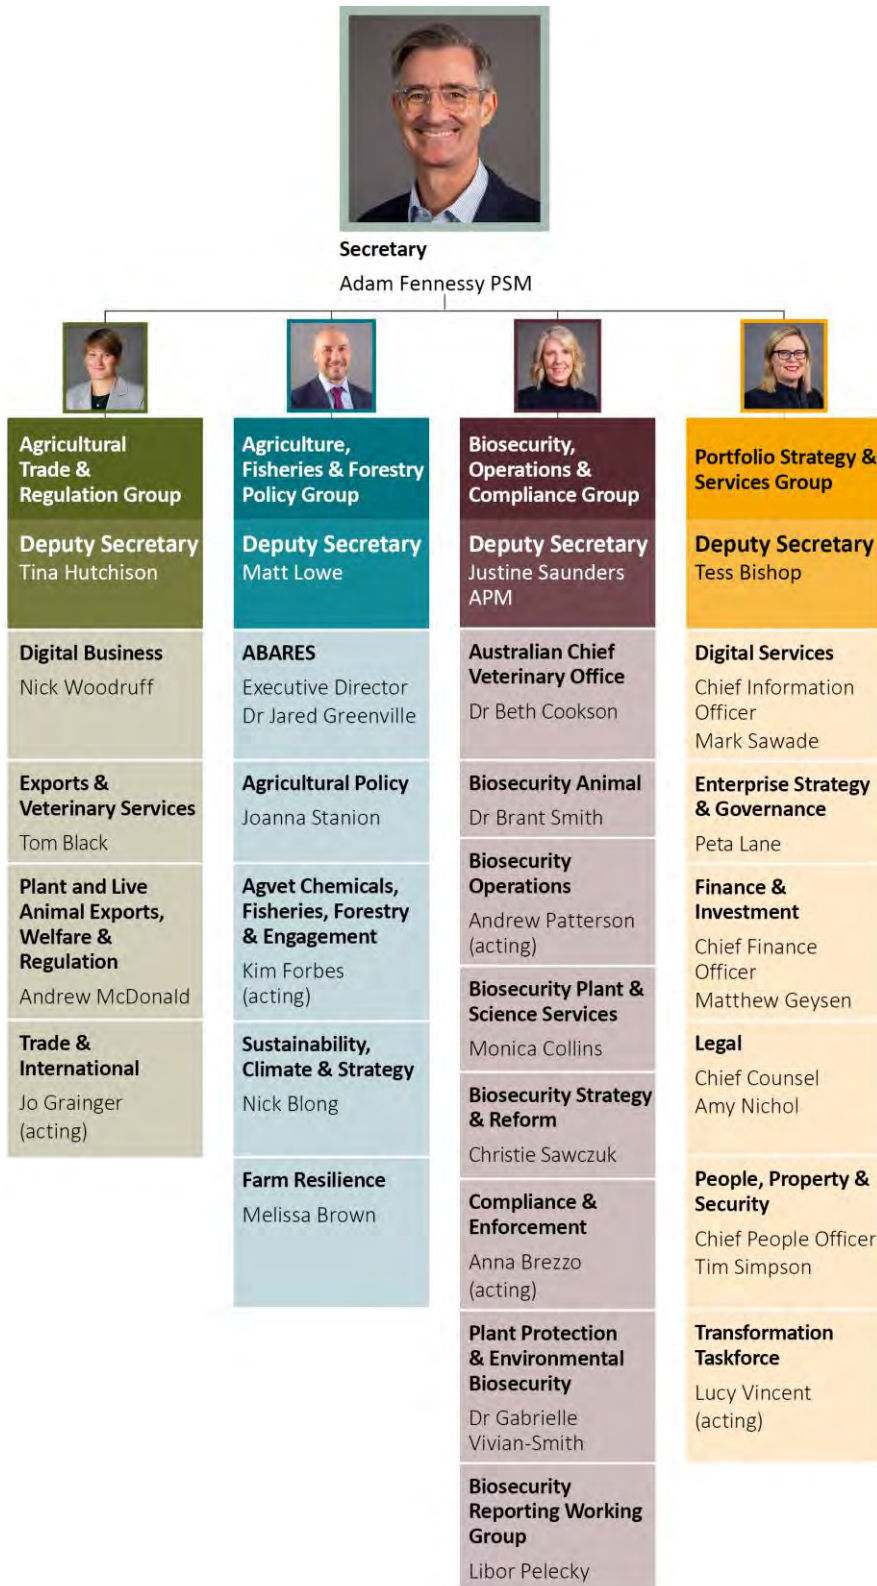 Secretary
Adam Fennessy PSM
Agricultural
Trade &
Regulation Group
Deputy Secretary
Tina Hutchison
Digital Business
Nick Woodruff
Exports &
Veterinary Services
Tom Black
Plant and Live
Animal Exports,
Welfare &
Regulation
Andrew McDonald
Trade &
International
Jo Grainger
(acting)
Agriculture,
Fisheries & Forestry
Policy Group
Deputy Secretary
Matt Lowe
ABARES
Executive Director
Dr Jared Greenville
Agricultural Policy
Joanna Stanion
Agvet Chemicals,
Fisheries, Forestry
& Engagement
Kim Forbes
(acting)
Sustainability,
Climate & Strategy
Nick Blong
Farm Resilience
Melissa Brown
Biosecurity,
Operations &
Compliance Group
Deputy Secretary
Justine Saunders
APM
Australian Chief
Veterinary Office
Dr Beth Cookson
Biosecurity Animal
Dr Brant Smith
Biosecurity
Operations
Andrew Patterson
(acting)
Biosecurity Plant &
Science Services
Monica Collins
Biosecurity Strategy
& Reform
Christie Sawczuk
Compliance &
Enforcement
Anna Brezzo
(acting)
Plant Protection
& Environmental
Biosecurity
Dr Gabrielle
Vivian-Smith
Biosecurity
Reporting Working
Group
Libor Pelecky
Portfolio Strategy &
Services Group
Deputy Secretary
Tess Bishop
Digital Services
Chief Information
Officer
Mark Sawade
Enterprise Strategy
& Governance
Peta Lane
Finance &
Investment
Chief Finance
Officer
Matthew Geysen
Legal
Chief Counsel
Amy Nichol
People, Property &
Security
Chief People Officer
Tim Simpson
Transformation
Taskforce
Lucy Vincent
(acting)